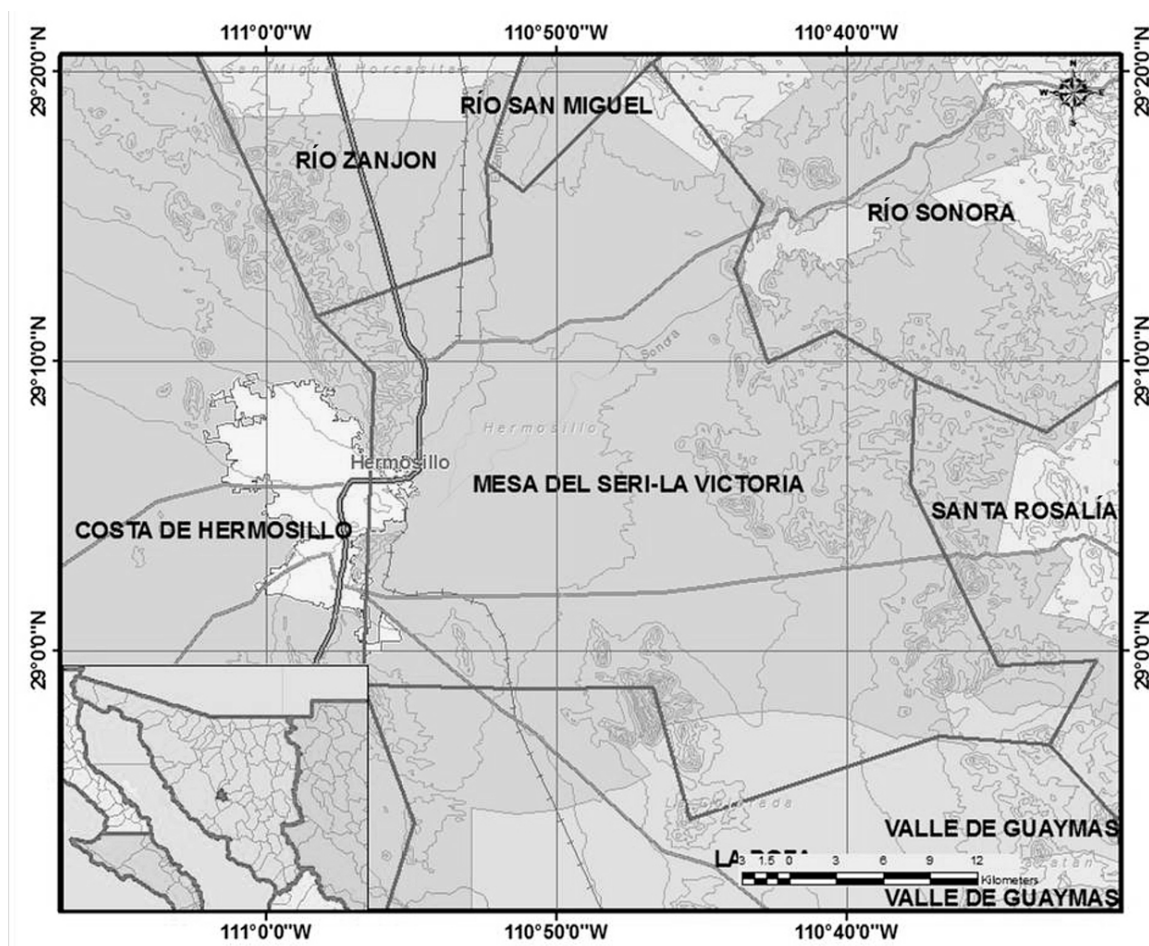 111°0'0"W 110°50'0"W 110°40'0"W
29°20'0"N 29°20'0"N
San Miguel Horcasitas
N
W E
S
RÍO SAN MIGUEL
RÍO ZANJON
RÍO SONORA
29°10'0"N 29°10'0"N
Sonora
Hermosillo
Hermosillo
MESA DEL SERI-LA VICTORIA
SANTA ROSALÍA
COSTA DE HERMOSILLO
29°0'0"N 29°0'0"N
VALLE DE GUAYMAS
3 1.5 0 3 6 9 12
Kilometers
VALLE DE GUAYMAS
111°0'0"W 110°50'0"W 110°40'0"W